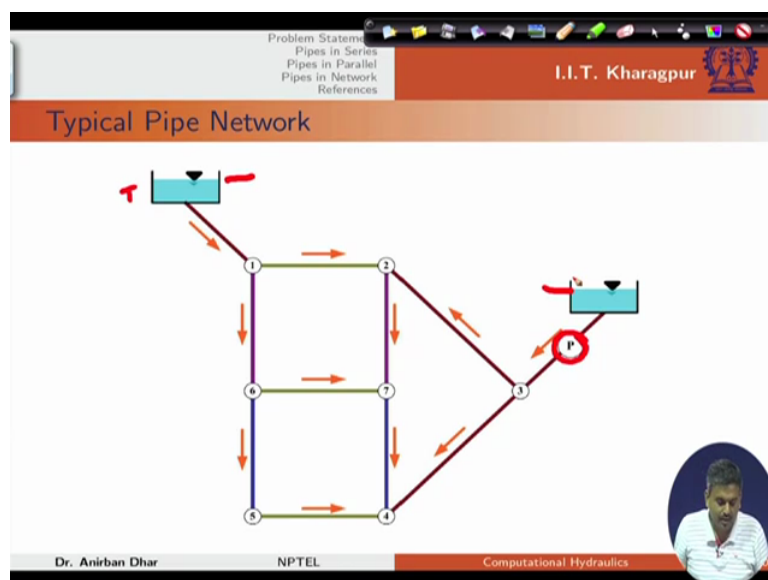 Problem Stateme
Pipes in Series
Pipes in Parallel
Pipes in Network
References
I.I.T. Kharagpur
Typical Pipe Network
T
1
2
P
6
7
3
5
4
Dr. Anirban Dhar
NPTEL
Computational Hydraulics